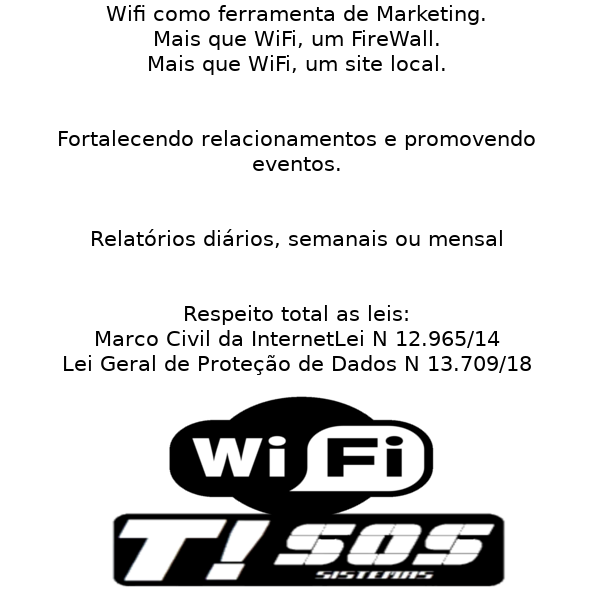 Wifi como ferramenta de Marketing.
Mais que WiFi, um FireWall.
Mais que WiFi, um site local.
Fortalecendo relacionamentos e promovendo
eventos.
Relatórios diários, semanais ou mensal
Respeito total as leis:
Marco Civil da InternetLei N 12.965/14
Lei Geral de Proteção de Dados N 13.709/18
Wi Fi
T! SOS
SISTEMAS